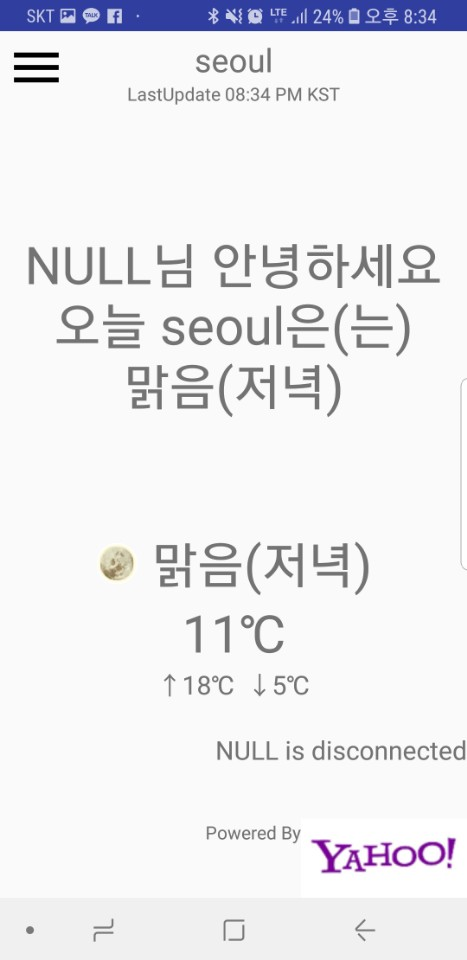 SKT TALK LTE 24% 오후 8:34
seoul
LastUpdate 08:34 PM KST
NULL님 안녕하세요
오늘 seoul은(는)
맑음(저녁)
맑음(저녁)
11℃
↑18℃ ↓5℃
NULL is disconnected
Powered By YAHOO!